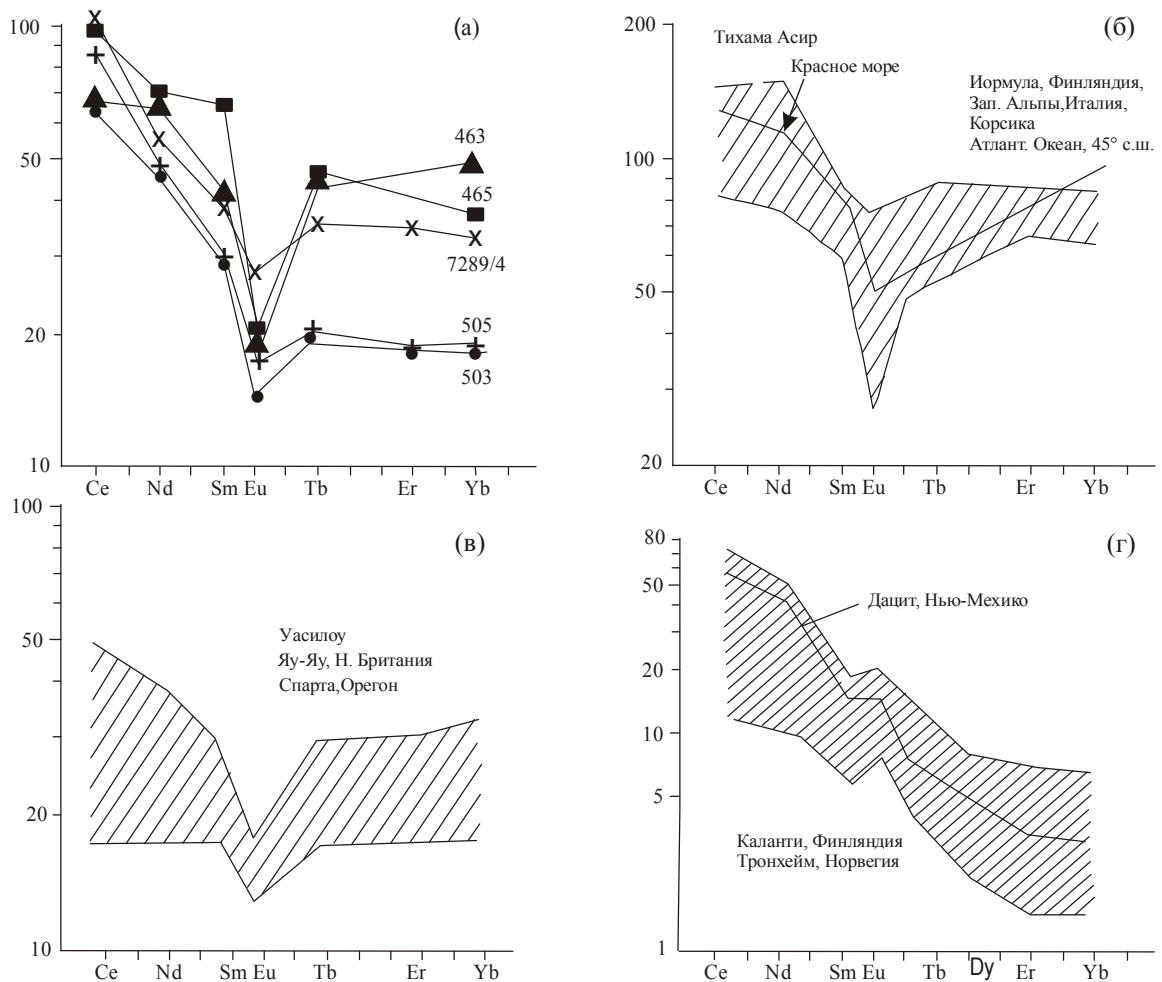 (а)
100
50
20
10
463
465
7289/4
505
503
Ce Nd Sm Eu Tb Er Yb
(б)
200
100
50
20
Тихама Асир
Красное море
Иормула, Финляндия,
Зап. Альпы,Италия,
Корсика
Атлант. Океан, 45° с.ш.
Ce Nd Sm Eu Tb Er Yb
(в)
100
50
20
10
Уасилоу
Яу-Яу, Н. Британия
Спарта,Орегон
Ce Nd Sm Eu Tb Er Yb
(г)
80
50
20
10
5
1
Дацит, Нью-Мехико
Каланти, Финляндия
Тронхейм, Норвегия
Ce Nd Sm Eu Tb Dy Er Yb